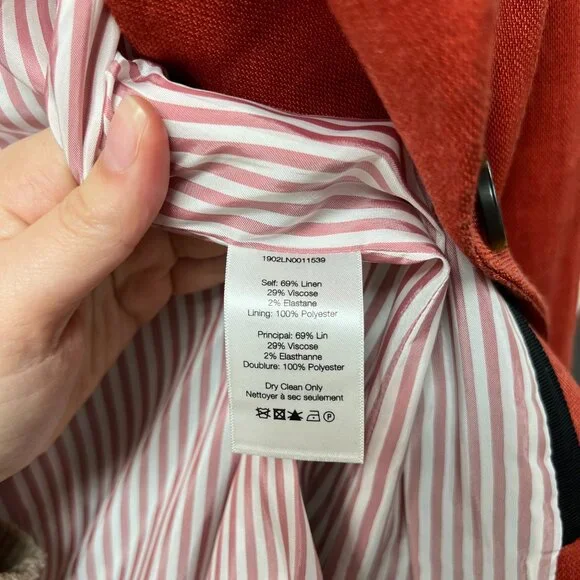 1902LN0011539
Self: 69% Linen
29% Viscose
2% Elastane
Lining: 100% Polyester
Principal: 69% Lin
29% Viscose
2% Elasthanne
Doublure: 100% Polyester
Dry Clean Only
Nettoyer à sec seulement
P